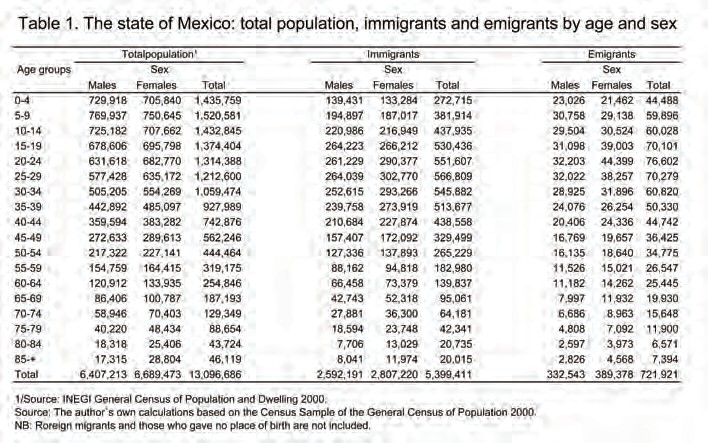 Table 1. The state of Mexico: total population, immigrants and emigrants by age and sex
Totalpopulation¹ Immigrants Emigrants
Age groups Sex Sex Sex
Males Females Total Males Females Total Males Females Total
0-4 729,918 705,840 1,435,759 139,431 133,284 272,715 23,026 21,462 44,488
5-9 769,937 750,645 1,520,581 194,897 187,017 381,914 30,758 29,138 59,896
10-14 725,182 707,662 1,432,845 220,986 216,949 437,935 29,504 30,524 60,028
15-19 678,606 695,798 1,374,404 264,223 266,212 530,436 31,098 39,003 70,101
20-24 631,618 682,770 1,314,388 261,229 290,377 551,607 32,203 44,399 76,602
25-29 577,428 635,172 1,212,600 264,039 302,770 566,809 32,022 38,257 70,279
30-34 505,205 554,269 1,059,474 252,615 293,266 545,882 28,925 31,896 60,820
35-39 442,892 485,097 927,989 239,758 273,919 513,677 24,076 26,254 50,330
40-44 359,594 383,282 742,876 210,684 227,874 438,558 20,406 24,336 44,742
45-49 272,633 289,613 562,246 157,407 172,092 329,499 16,769 19,657 36,425
50-54 217,322 227,141 444,464 127,336 137,893 265,229 16,135 18,640 34,775
55-59 154,759 164,415 319,175 88,162 94,818 182,980 11,526 15,021 26,547
60-64 120,912 133,935 254,846 66,458 73,379 139,837 11,182 14,262 25,445
65-69 86,406 100,787 187,193 42,743 52,318 95,061 7,997 11,932 19,930
70-74 58,946 70,403 129,349 27,881 36,300 64,181 6,686 8,963 15,648
75-79 40,220 48,434 88,654 18,594 23,748 42,341 4,808 7,092 11,900
80-84 18,318 25,406 43,724 7,706 13,029 20,735 2,597 3,973 6,571
85-+ 17,315 28,804 46,119 8,041 11,974 20,015 2,826 4,568 7,394
Total 6,407,213 6,689,473 13,096,686 2,592,191 2,807,220 5,399,411 332,543 389,378 721,921
1/Source: INEGI General Census of Population and Dwelling 2000.
Source: The author's own calculations based on the Census Sample of the General Census of Population 2000.
NB: Roreign migrants and those who gave no place of birth are not included.